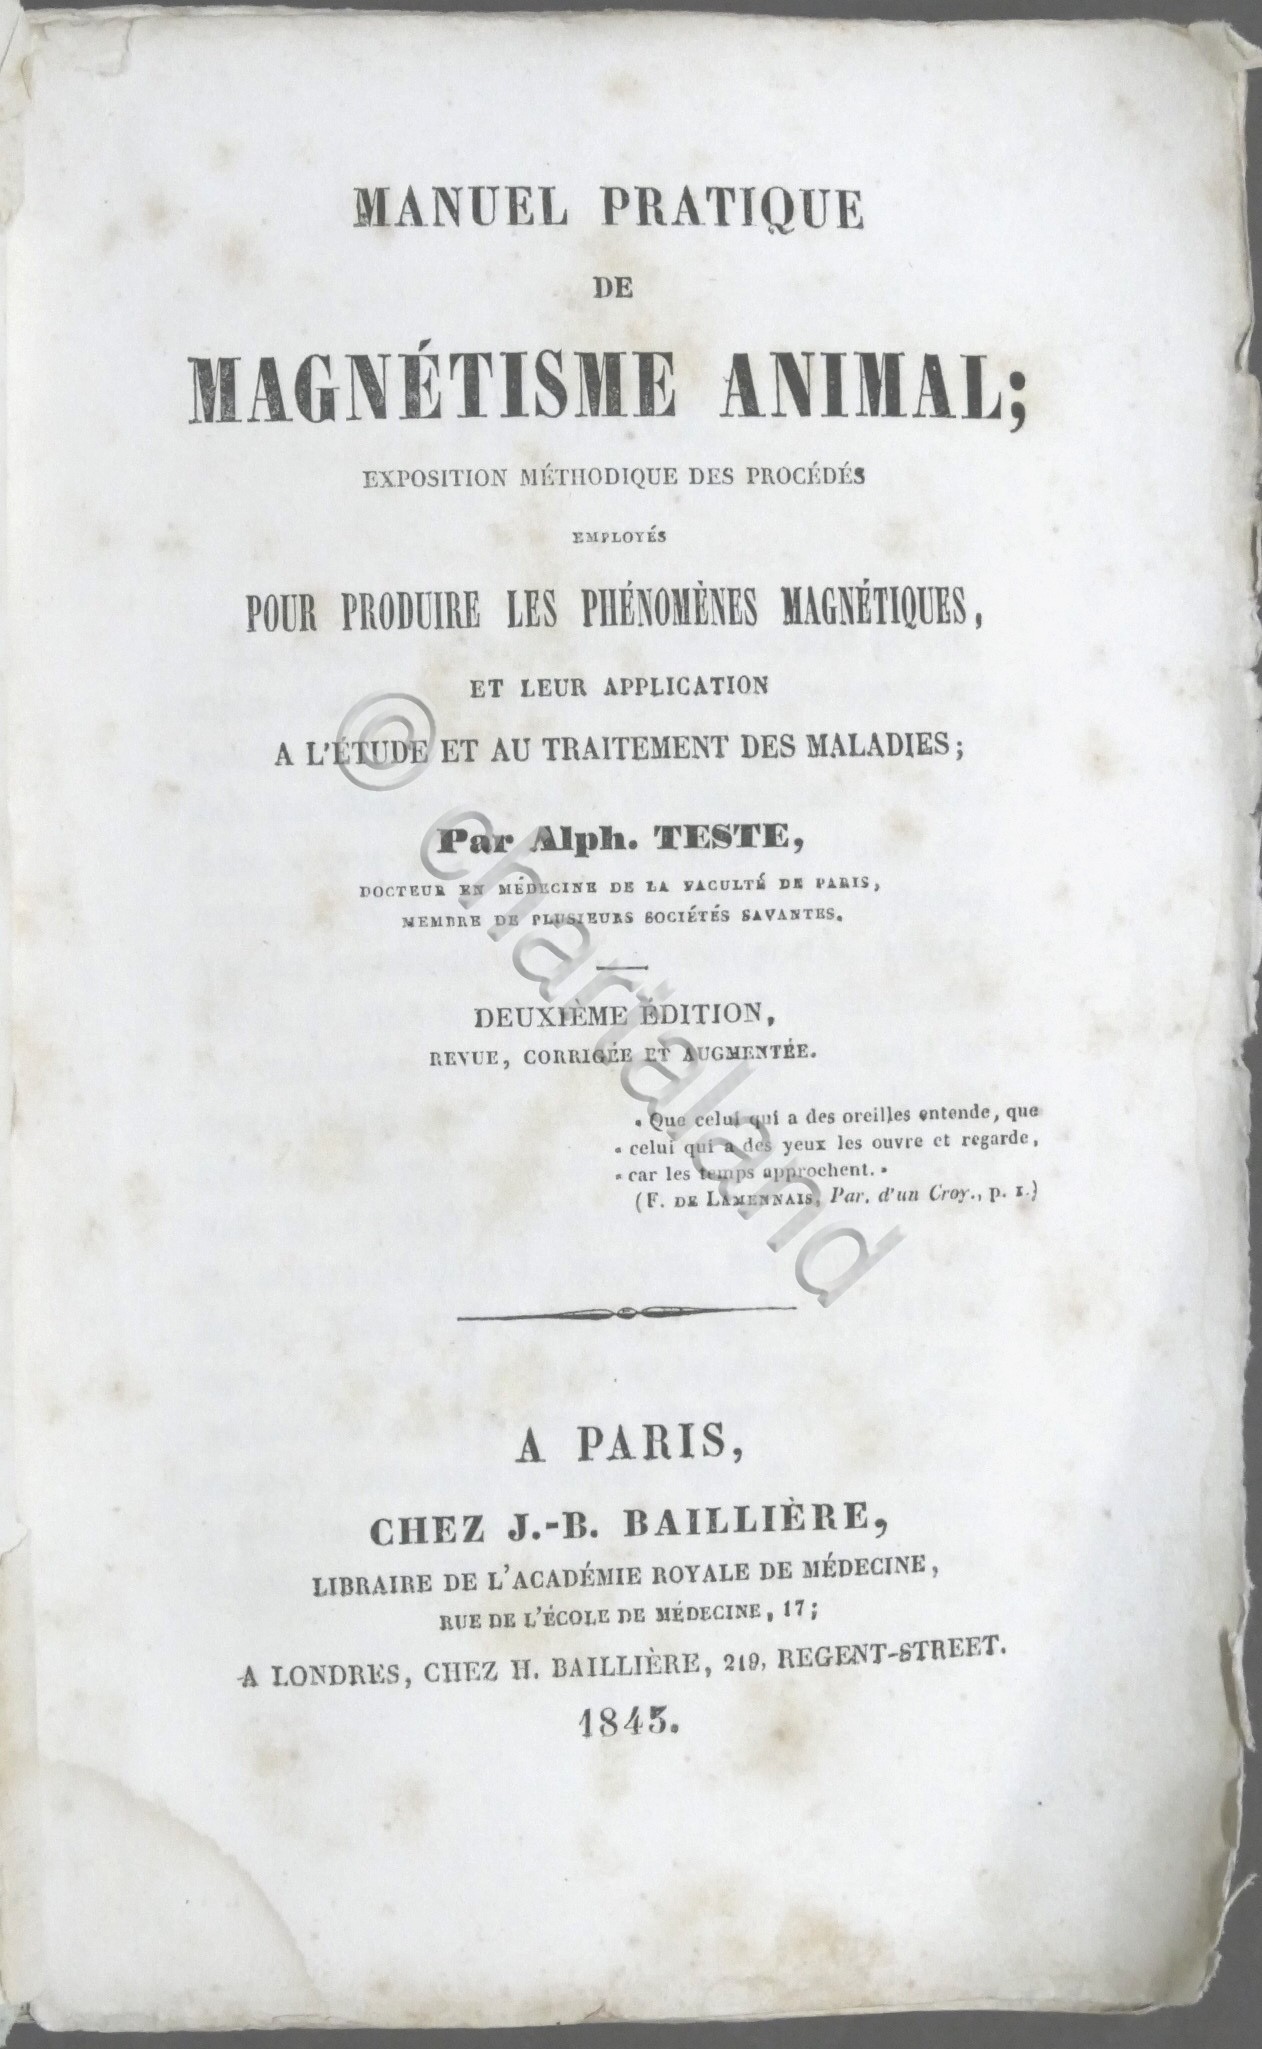 MANUEL PRATIQUE
DE
MAGNÉTISME ANIMAL;
EXPOSITION MÉTHODIQUE DES PROCÉDÉS
EMPLOYÉS
POUR PRODUIRE LES PHÉNOMÈNES MAGNÉTIQUES,
ET LEUR APPLICATION
A L'ÉTUDE ET AU TRAITEMENT DES MALADIES;
Par Alph. TESTE,
DOCTEUR EN MÉDECINE DE LA FACULTÉ DE PARIS,
MEMBRE DE PLUSIEURS SOCIÉTÉS SAVANTES.
DEUXIÈME ÉDITION,
REVUE, CORRIGÉE ET AUGMENTÉE.
« Que celui qui a des oreilles entende, que
« celui qui a des yeux les ouvre et regarde,
« car les temps approchent. »
(F. DE LAMENNAIS, Par. d'un Croy., p. 1.)
A PARIS,
CHEZ J.-B. BAILLIÈRE,
LIBRAIRE DE L'ACADÉMIE ROYALE DE MÉDECINE,
RUE DE L'ÉCOLE DE MÉDECINE, 17;
A LONDRES, CHEZ H. BAILLIÈRE, 219, REGENT-STREET.
1843.
© chartaland